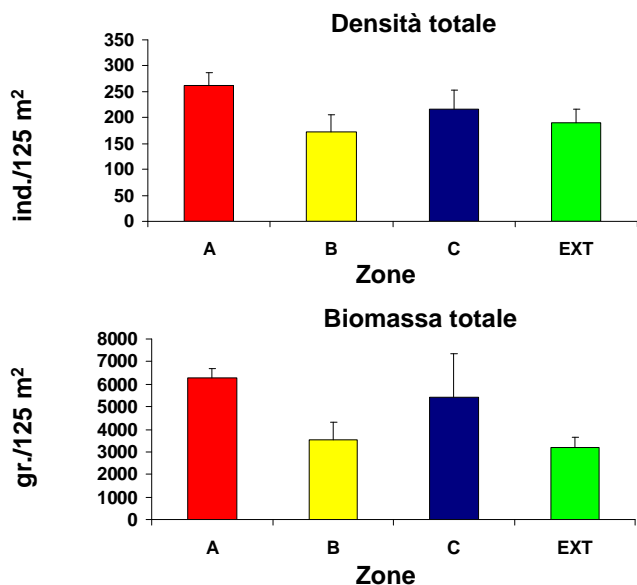 Densità totale
ind./125 m²
350
300
250
200
150
100
50
0
A B C EXT
Zone
Biomassa totale
gr./125 m²
8000
7000
6000
5000
4000
3000
2000
1000
0
A B C EXT
Zone